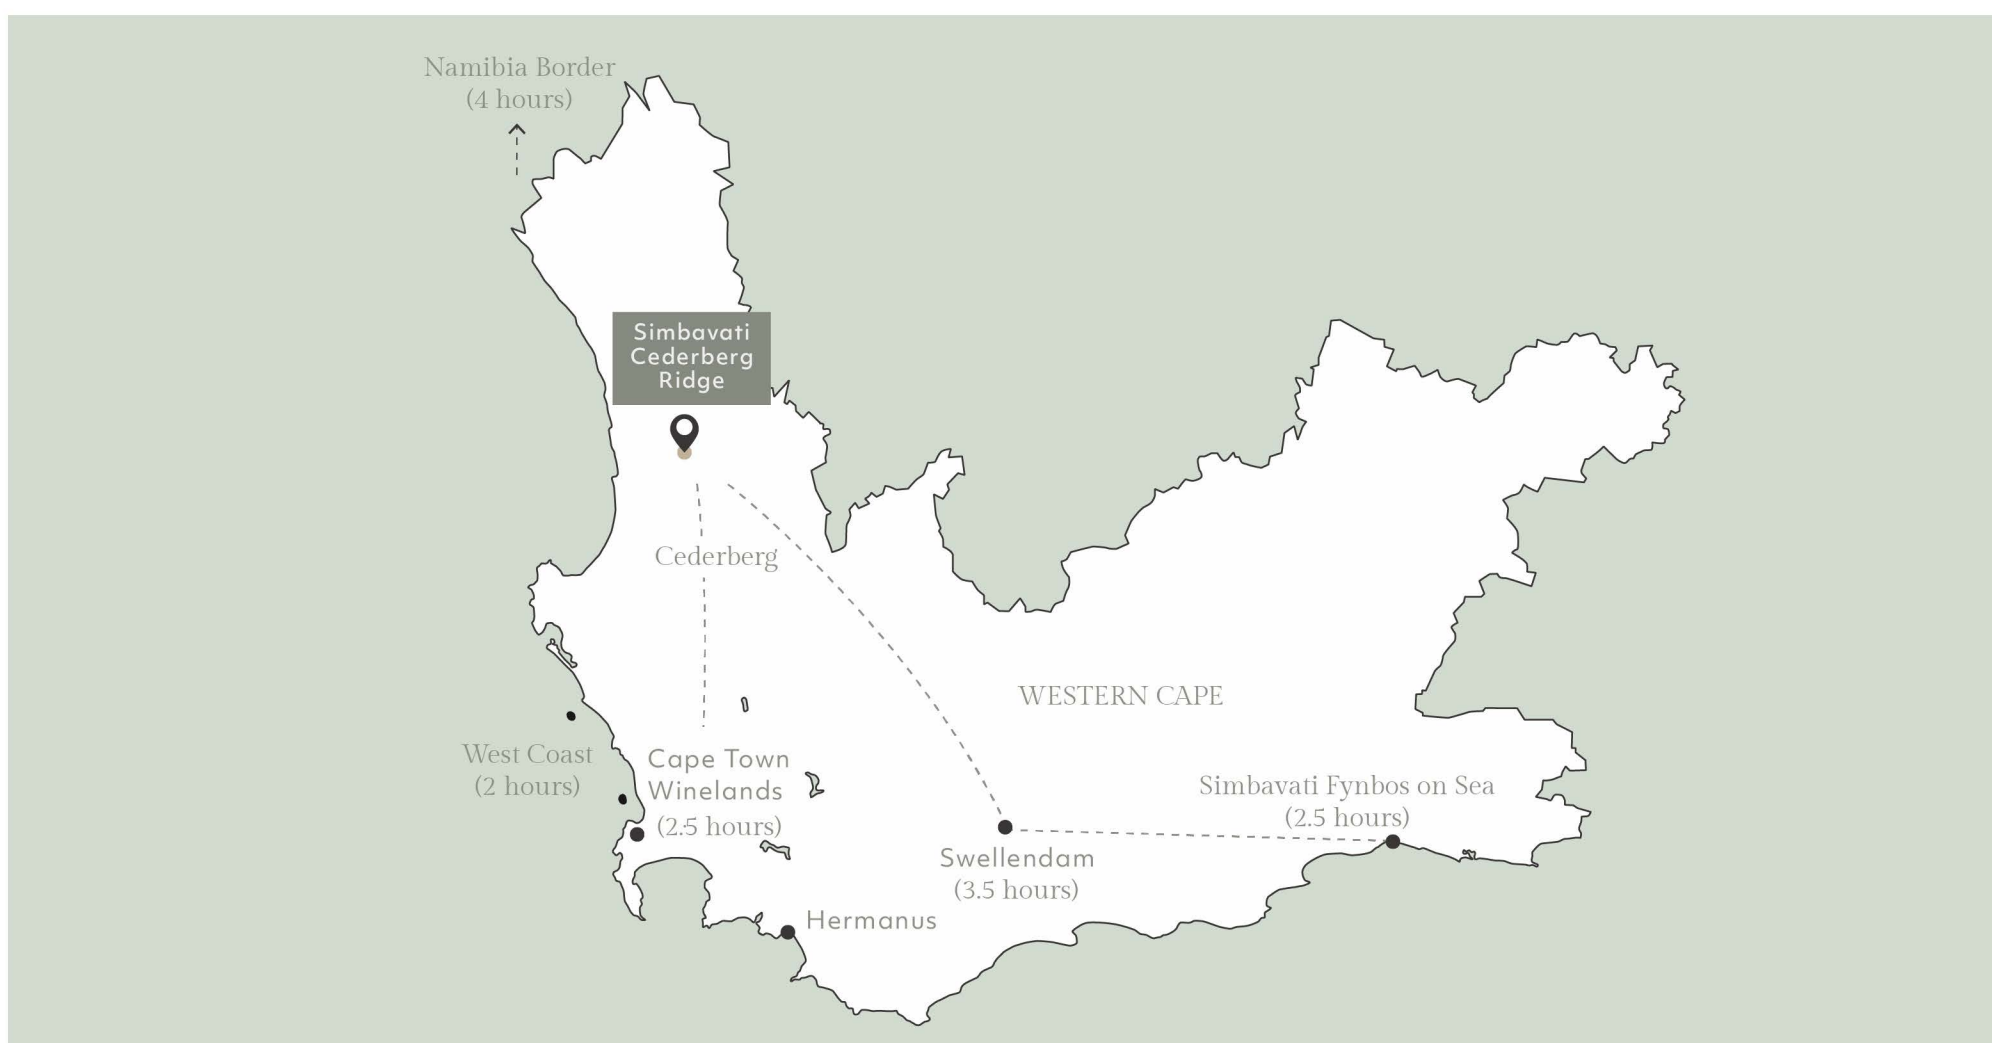 Namibia Border
(4 hours)
Simbavati
Cederberg
Ridge
Cederberg
WESTERN CAPE
West Coast
(2 hours)
Cape Town
Winelands
(2.5 hours)
Simbavati Fynbos on Sea
(2.5 hours)
Swellendam
(3.5 hours)
Hermanus